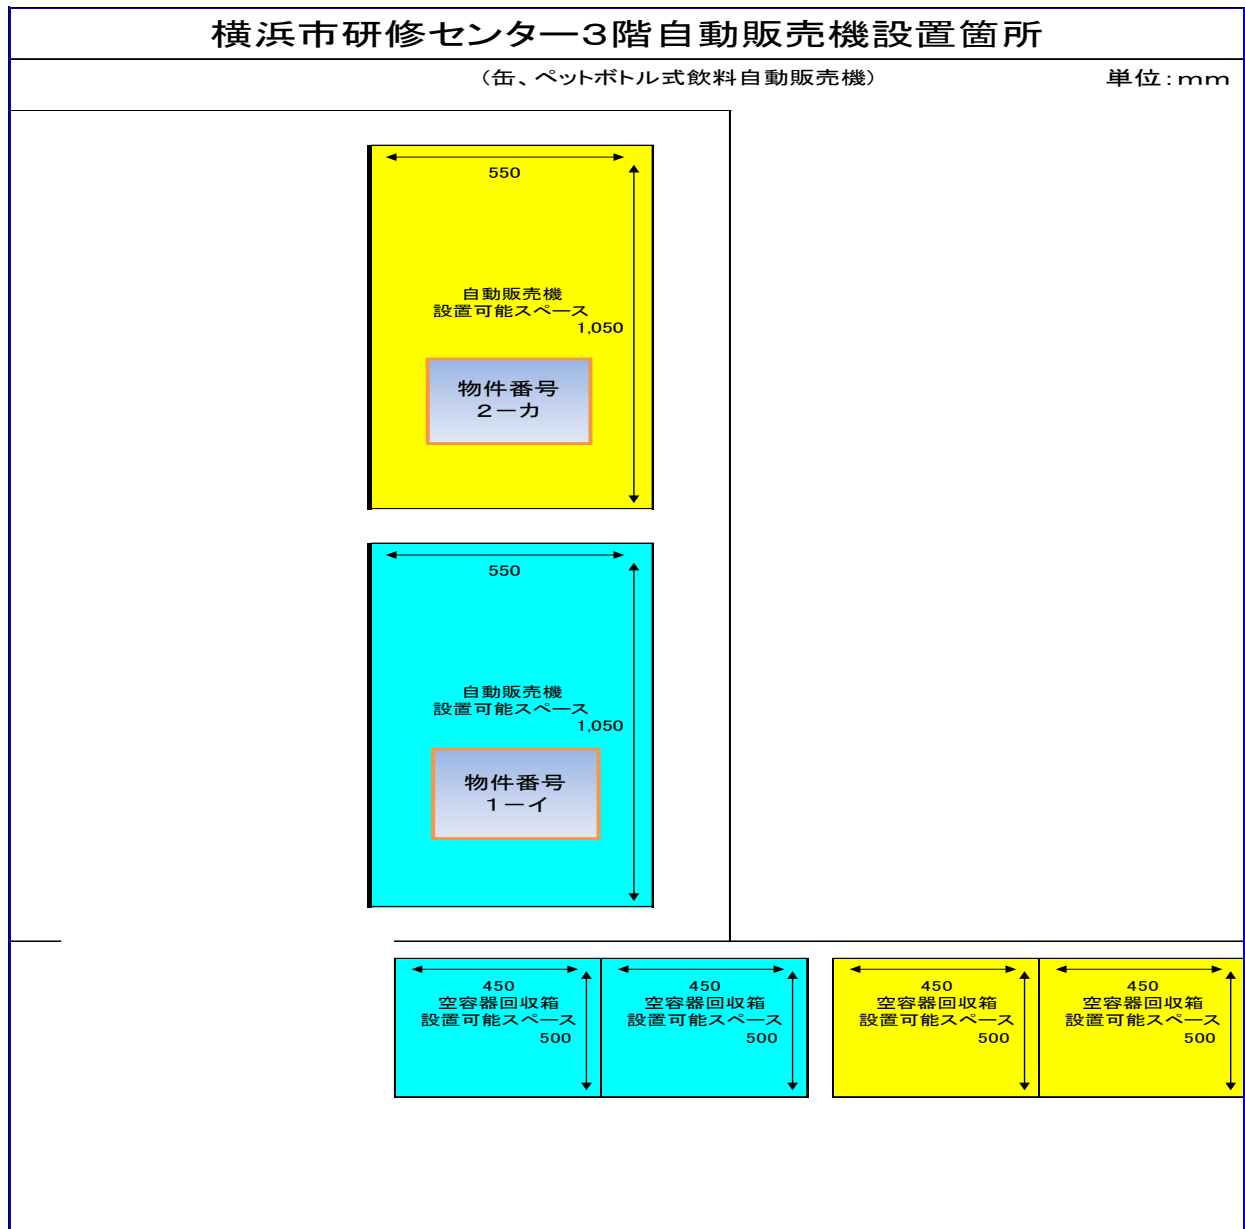 横浜市研修センター3階自動販売機設置箇所
（缶、ペットボトル式飲料自動販売機）
単位：mm
550
自動販売機
設置可能スペース
1,050
物件番号
２－カ
550
自動販売機
設置可能スペース
1,050
物件番号
１－イ
450
空容器回収箱
設置可能スペース
500
450
空容器回収箱
設置可能スペース
500
450
空容器回収箱
設置可能スペース
500
450
空容器回収箱
設置可能スペース
500